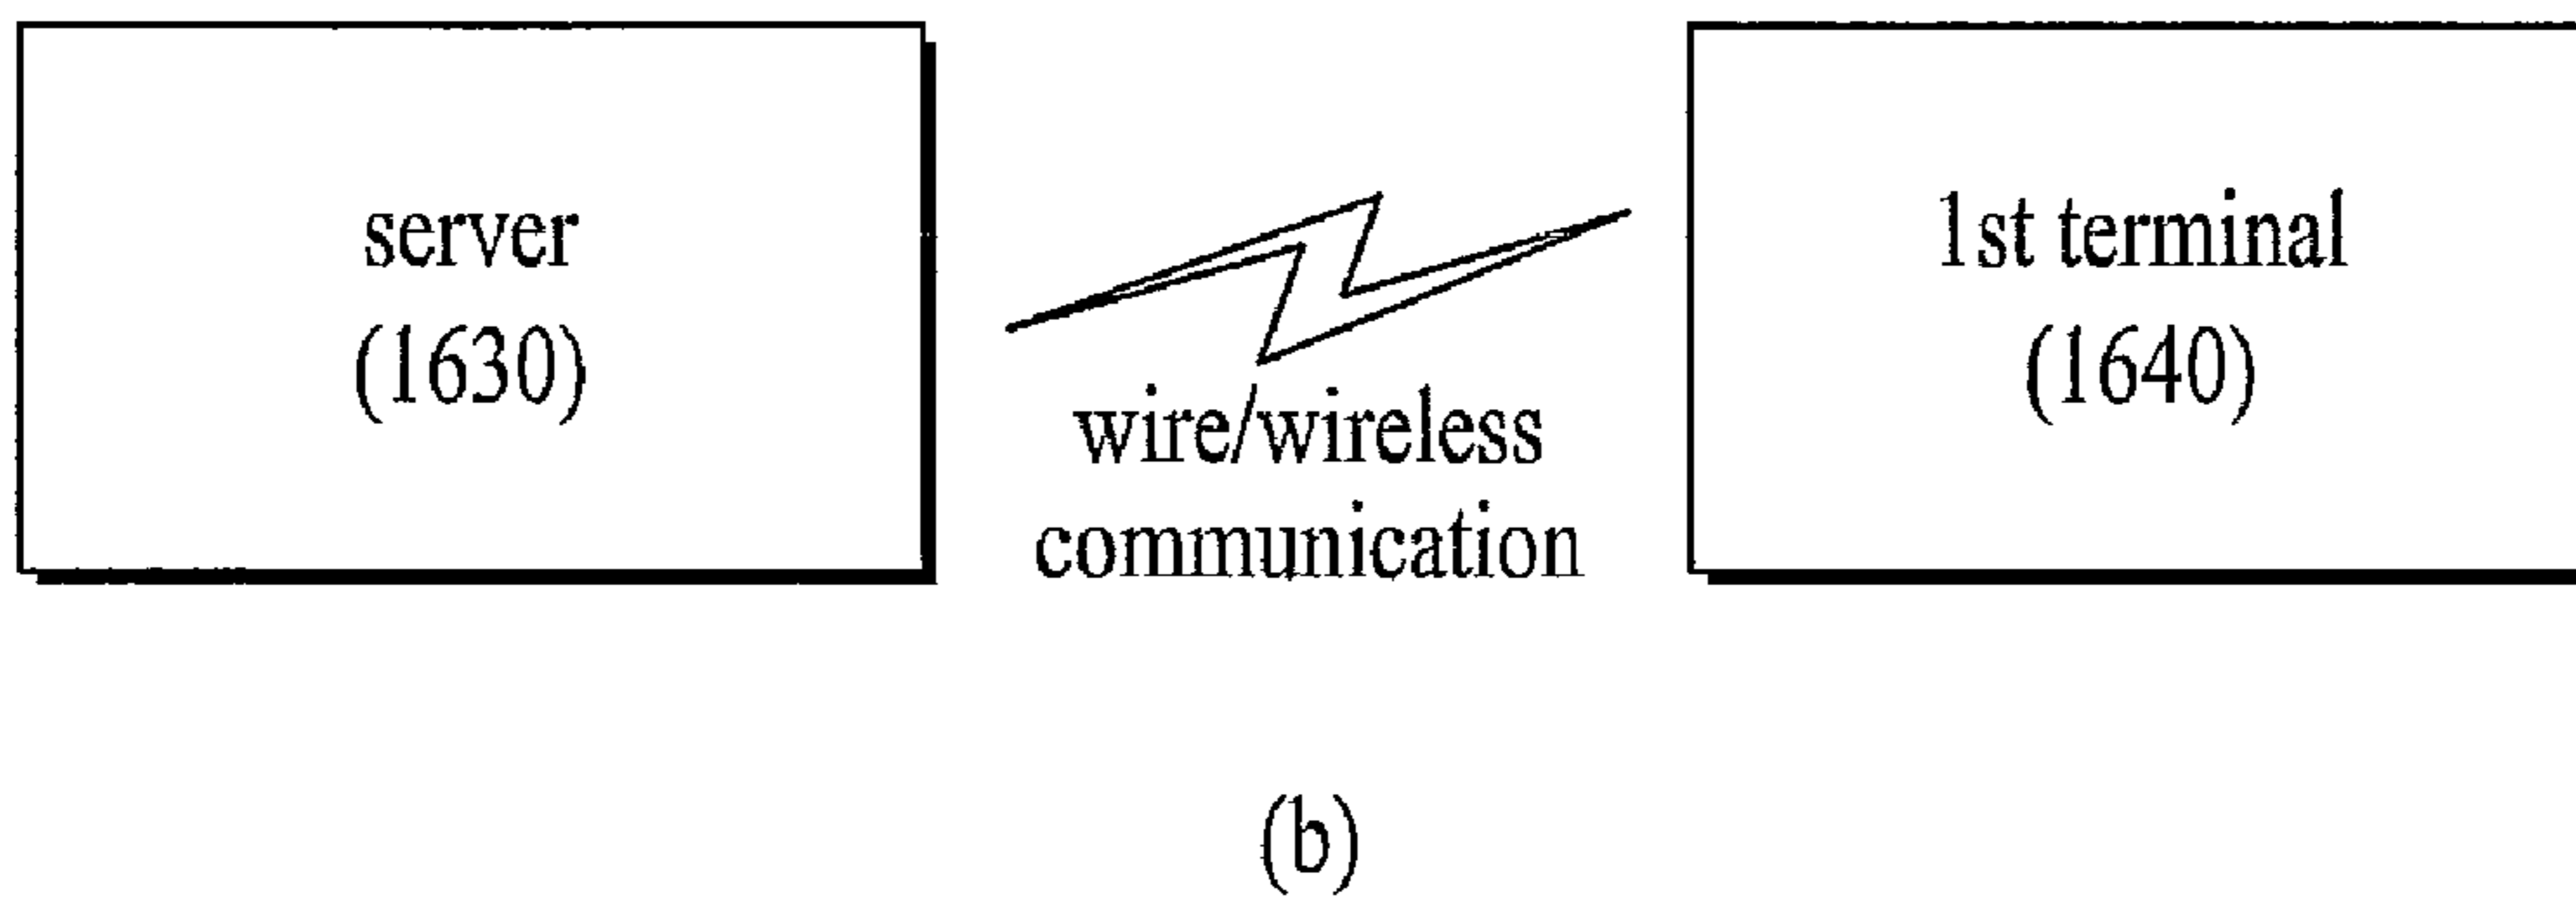 server
(1630)
wire/wireless
communication
1st terminal
(1640)
(b)